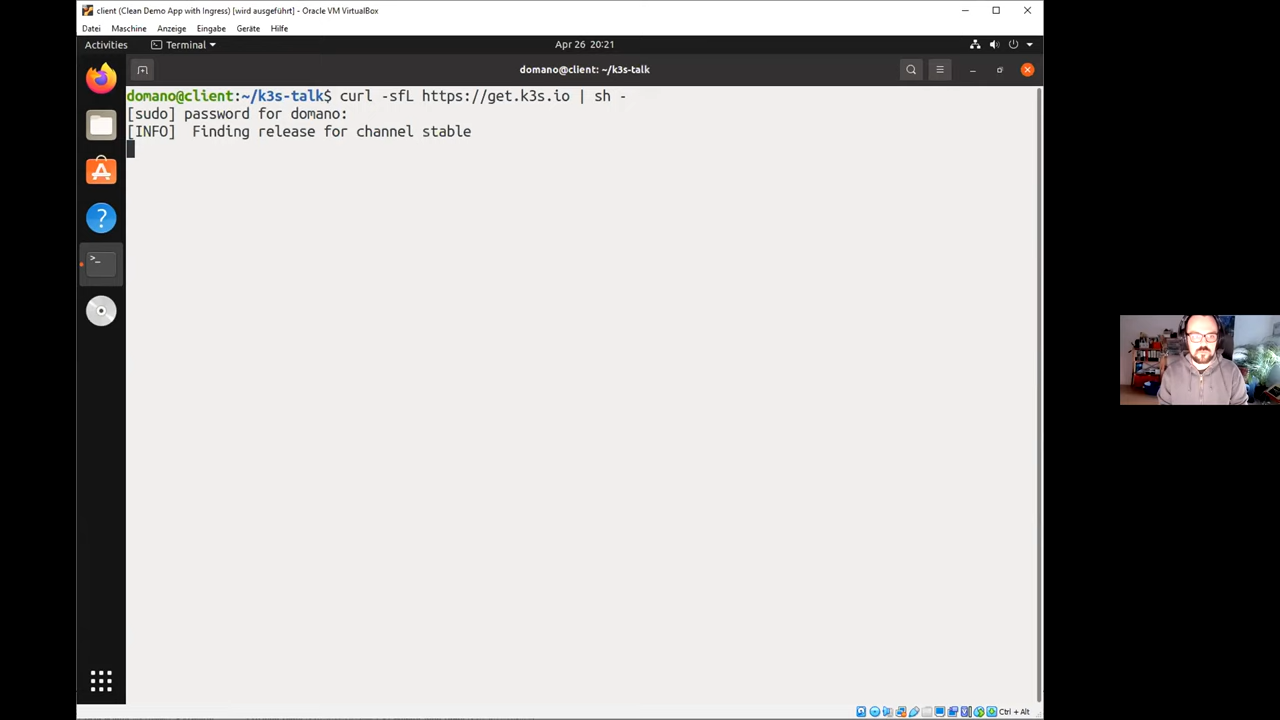 client (Clean Demo App with Ingress) [wird ausgeführt] - Oracle VM VirtualBox
Datei Maschine Anzeige Eingabe Geräte Hilfe
Activities Terminal Apr 26 20:21
domano@client: ~/k3s-talk
domano@client:~/k3s-talk$ curl -sfL https://get.k3s.io | sh -
[sudo] password for domano:
[INFO]  Finding release for channel stable
Ctrl + Alt